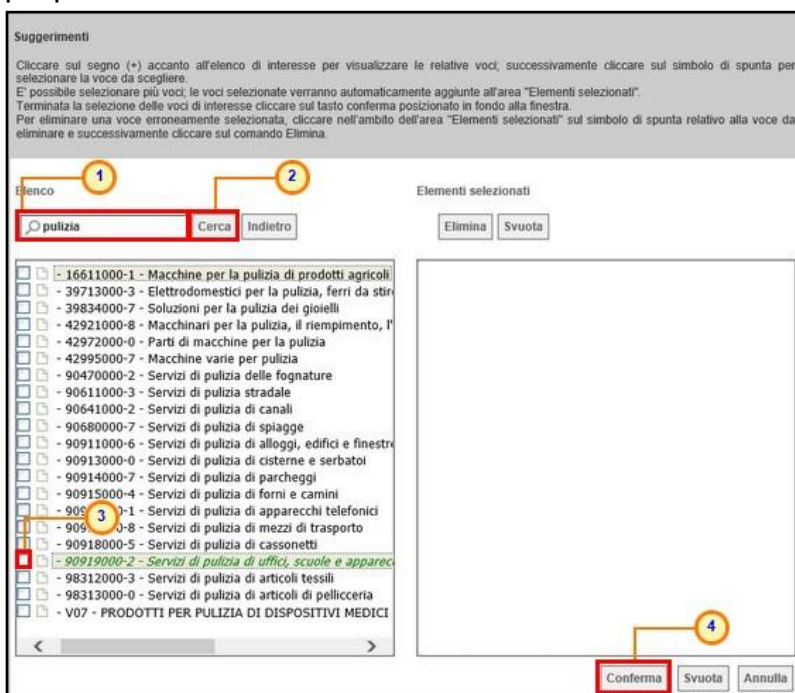 Suggerimenti
Cliccare sul segno (+) accanto all'elenco di interesse per visualizzare le relative voci; successivamente cliccare sul simbolo di spunta per
selezionare la voce da scegliere.
E' possibile selezionare più voci; le voci selezionate verranno automaticamente aggiunte all'area "Elementi selezionati".
Terminata la selezione delle voci di interesse cliccare sul tasto conferma posizionato in fondo alla finestra.
Per eliminare una voce erroneamente selezionata, cliccare nell'ambito dell'area "Elementi selezionati" sul simbolo di spunta relativo alla voce da
eliminare e successivamente cliccare sul comando Elimina.
1 2
Elenco Elementi selezionati
pulizia Cerca Indietro Elimina Svuota
- 16611000-1 - Macchine per la pulizia di prodotti agricoli
- 39713000-3 - Elettrodomestici per la pulizia, ferri da stir
- 39834000-7 - Soluzioni per la pulizia dei gioielli
- 42921000-8 - Macchinari per la pulizia, il riempimento, l'
- 42972000-0 - Parti di macchine per la pulizia
- 42995000-7 - Macchine varie per pulizia
- 90470000-2 - Servizi di pulizia delle fognature
- 90611000-3 - Servizi di pulizia stradale
- 90641000-2 - Servizi di pulizia di canali
- 90680000-7 - Servizi di pulizia di spiagge
- 90911000-6 - Servizi di pulizia di alloggi, edifici e finestre
- 90913000-0 - Servizi di pulizia di cisterne e serbatoi
- 90914000-7 - Servizi di pulizia di parcheggi
- 90915000-4 - Servizi di pulizia di forni e camini
-1 - Servizi di pulizia di apparecchi telefonici
3
-8 - Servizi di pulizia di mezzi di trasporto
- 90918000-5 - Servizi di pulizia di cassonetti
- 90919000-2 - Servizi di pulizia di uffici, scuole e apparec
- 98312000-3 - Servizi di pulizia di articoli tessili
- 98313000-0 - Servizi di pulizia di articoli di pellicceria
- V07 - PRODOTTI PER PULIZIA DI DISPOSITIVI MEDICI
4
Conferma Svuota Annulla